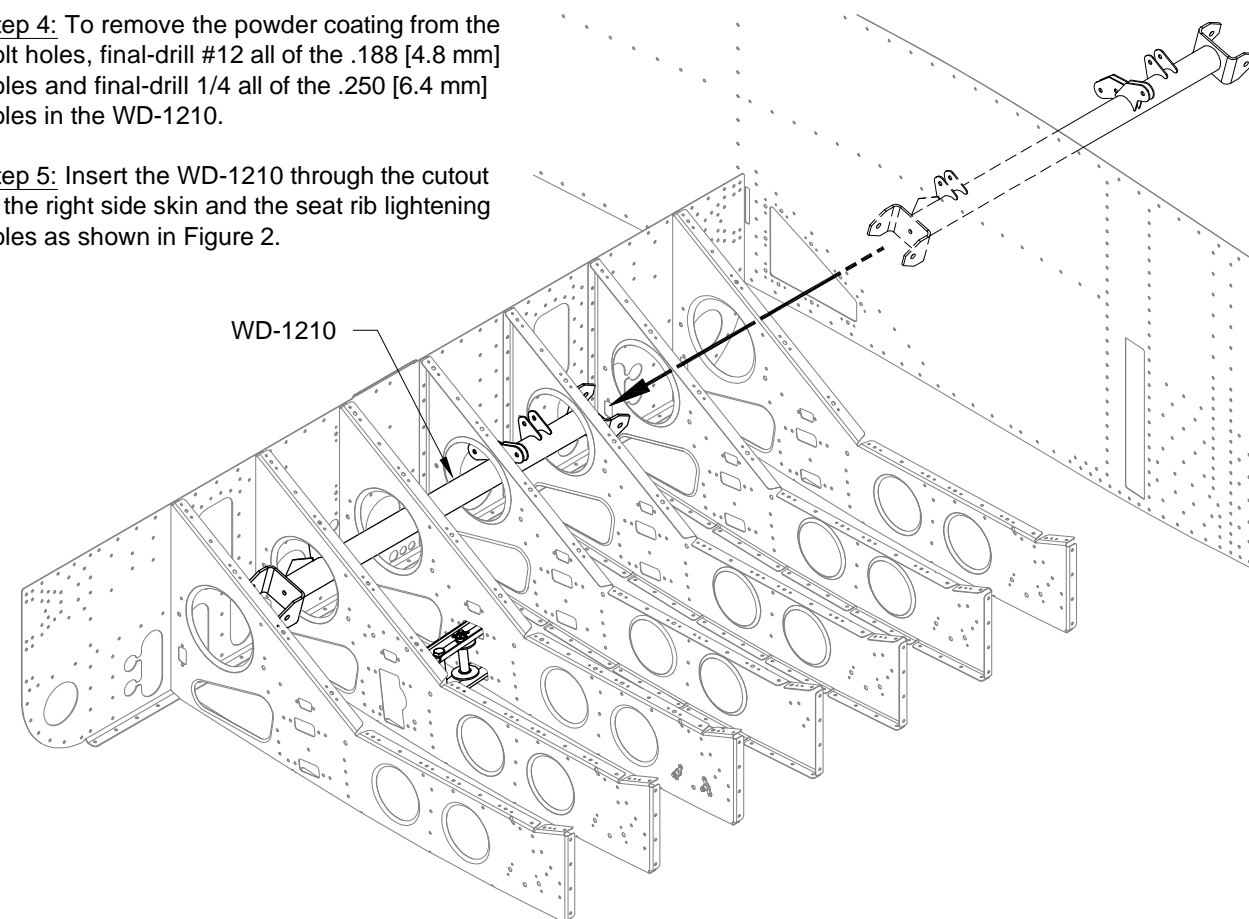 tep 4: To remove the powder coating from the
olt holes, final-drill #12 all of the .188 [4.8 mm]
oles and final-drill 1/4 all of the .250 [6.4 mm]
oles in the WD-1210.
tep 5: Insert the WD-1210 through the cutout
the right side skin and the seat rib lightening
oles as shown in Figure 2.
WD-1210